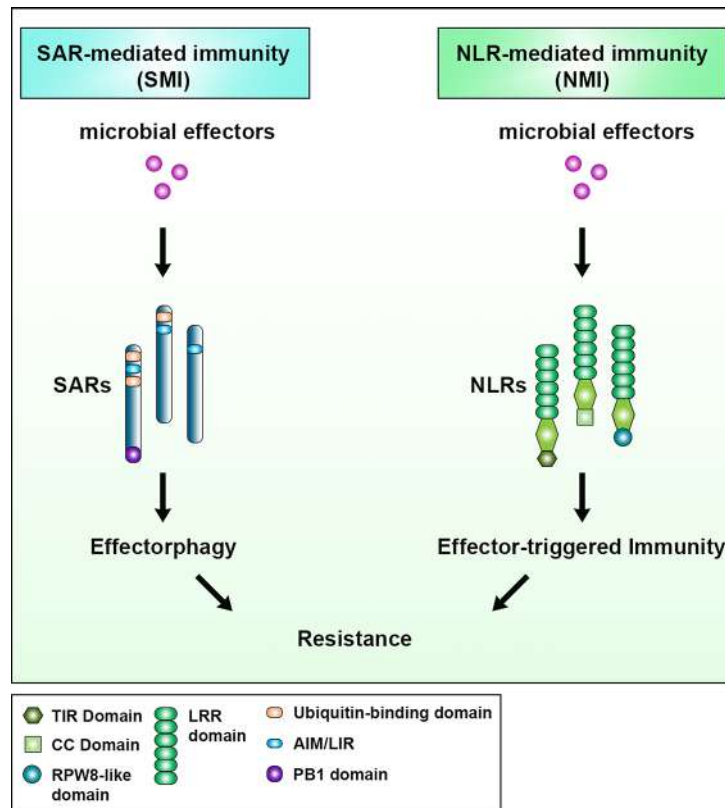 SAR-mediated immunity
(SMI)
NLR-mediated immunity
(NMI)
microbial effectors
microbial effectors
SARs
NLRs
Effectorphagy
Effector-triggered Immunity
Resistance
TIR Domain
CC Domain
RPW8-like
domain
LRR
domain
Ubiquitin-binding domain
AIM/LIR
PB1 domain